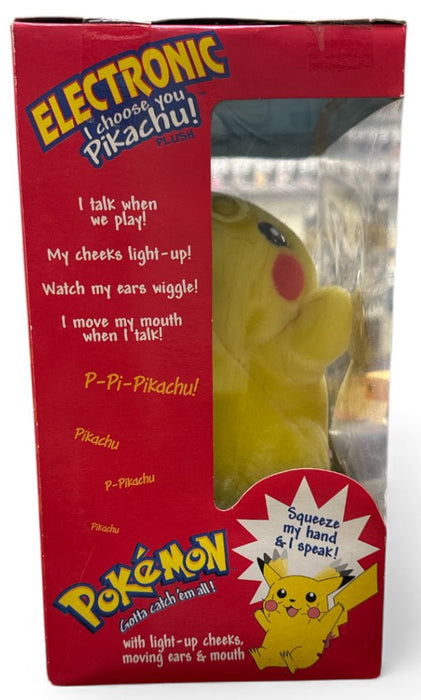 ELECTRONIC
I choose you
Pikachu!
PLUSH
I talk when
we play!
My cheeks light-up!
Watch my ears wiggle!
I move my mouth
when I talk!
P-Pi-Pikachu!
Pikachu
P-Pikachu
Pikachu
Squeeze
my hand
& I speak!
POKéMON
Gotta catch 'em all!
with light-up cheeks,
moving ears & mouth